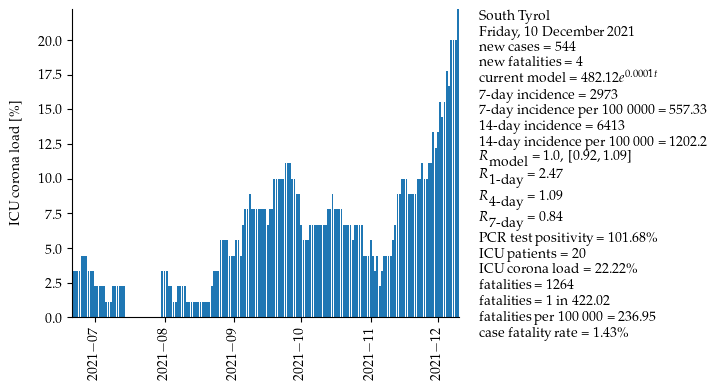 ICU corona load [%]
20.0
17.5
15.0
12.5
10.0
7.5
5.0
2.5
0.0
2021−07
2021−08
2021−09
2021−10
2021−11
2021−12
South Tyrol
Friday, 10 December 2021
new cases = 544
new fatalities = 4
current model = 482.12e^0.0001t
7-day incidence = 2973
7-day incidence per 100 0000 = 557.33
14-day incidence = 6413
14-day incidence per 100 000 = 1202.2
R model = 1.0, [0.92, 1.09]
R 1-day = 2.47
R 4-day = 1.09
R 7-day = 0.84
PCR test positivity = 101.68%
ICU patients = 20
ICU corona load = 22.22%
fatalities = 1264
fatalities = 1 in 422.02
fatalities per 100 000 = 236.95
case fatality rate = 1.43%